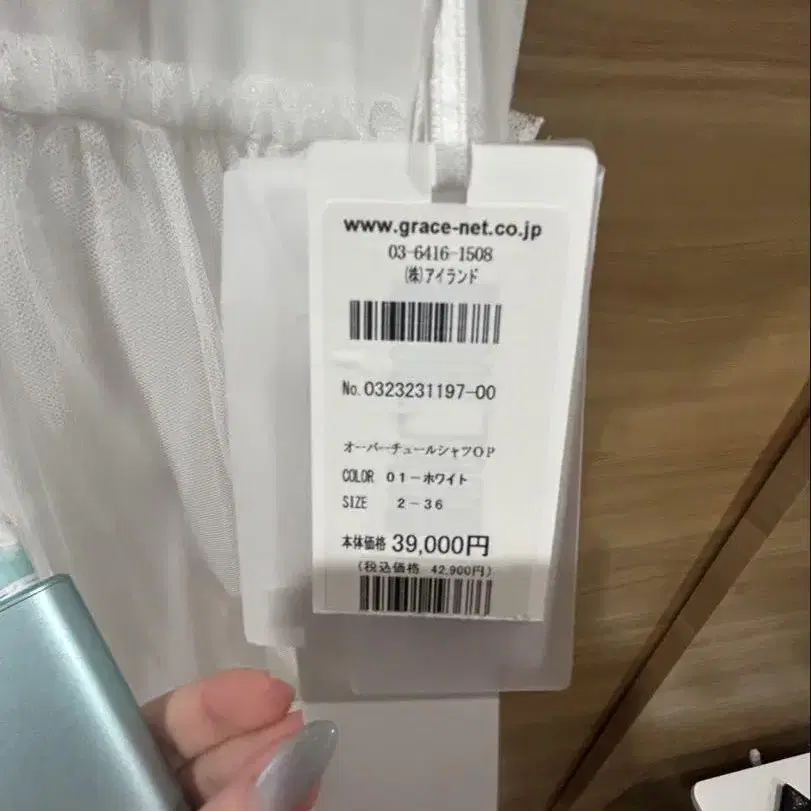 www.grace-net.co.jp
03-6416-1508
(株)アイランド
No. 0323231197-00
オーバーチュールシャツOP
COLOR 01-ホワイト
SIZE 2-36
本体価格 39,000円
(税込価格 42,900円)